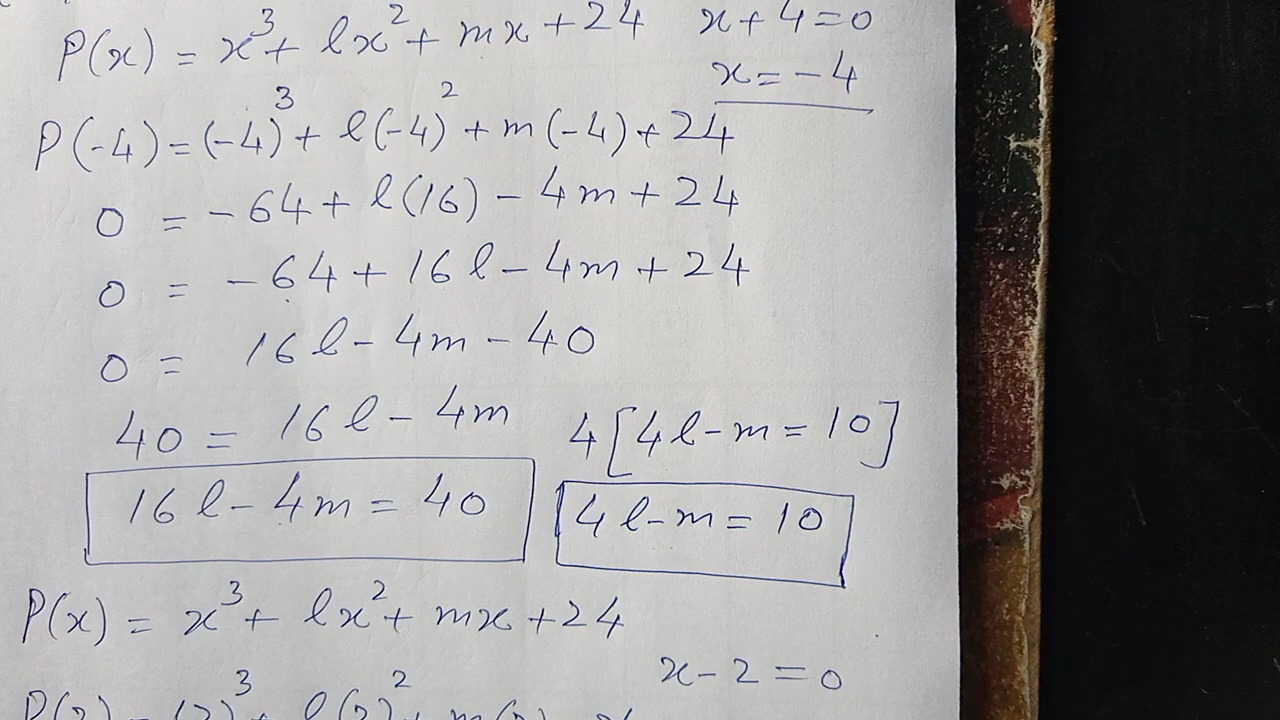 P(x) = x³ + lx² + mx + 24    x + 4 = 0
x = -4
P(-4) = (-4)³ + l(-4)² + m(-4) + 24
0 = -64 + l(16) - 4m + 24
0 = -64 + 16l - 4m + 24
0 = 16l - 4m - 40
40 = 16l - 4m    4[4l - m = 10]
16l - 4m = 40    4l - m = 10
P(x) = x³ + lx² + mx + 24
x - 2 = 0